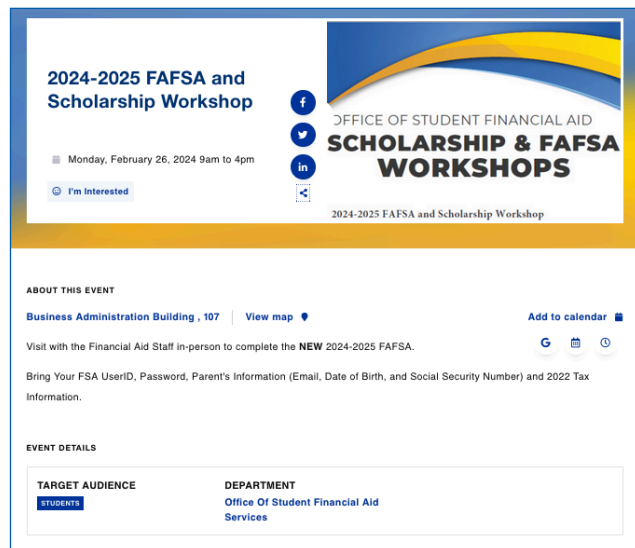 2024-2025 FAFSA and
Scholarship Workshop
Monday, February 26, 2024 9am to 4pm
I'm Interested
f
in
OFFICE OF STUDENT FINANCIAL AID
SCHOLARSHIP & FAFSA
WORKSHOPS
2024-2025 FAFSA and Scholarship Workshop
ABOUT THIS EVENT
Business Administration Building , 107 View map Add to calendar
G
Visit with the Financial Aid Staff in-person to complete the NEW 2024-2025 FAFSA.
Bring Your FSA UserID, Password, Parent's Information (Email, Date of Birth, and Social Security Number) and 2022 Tax
Information.
EVENT DETAILS
TARGET AUDIENCE DEPARTMENT
STUDENTS Office Of Student Financial Aid
Services